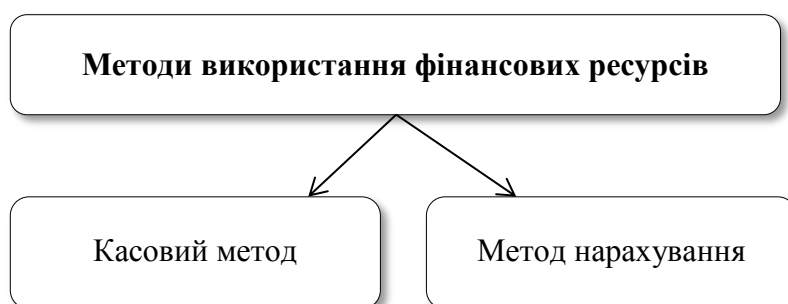 Методи використання фінансових ресурсів
Касовий метод
Метод нарахування